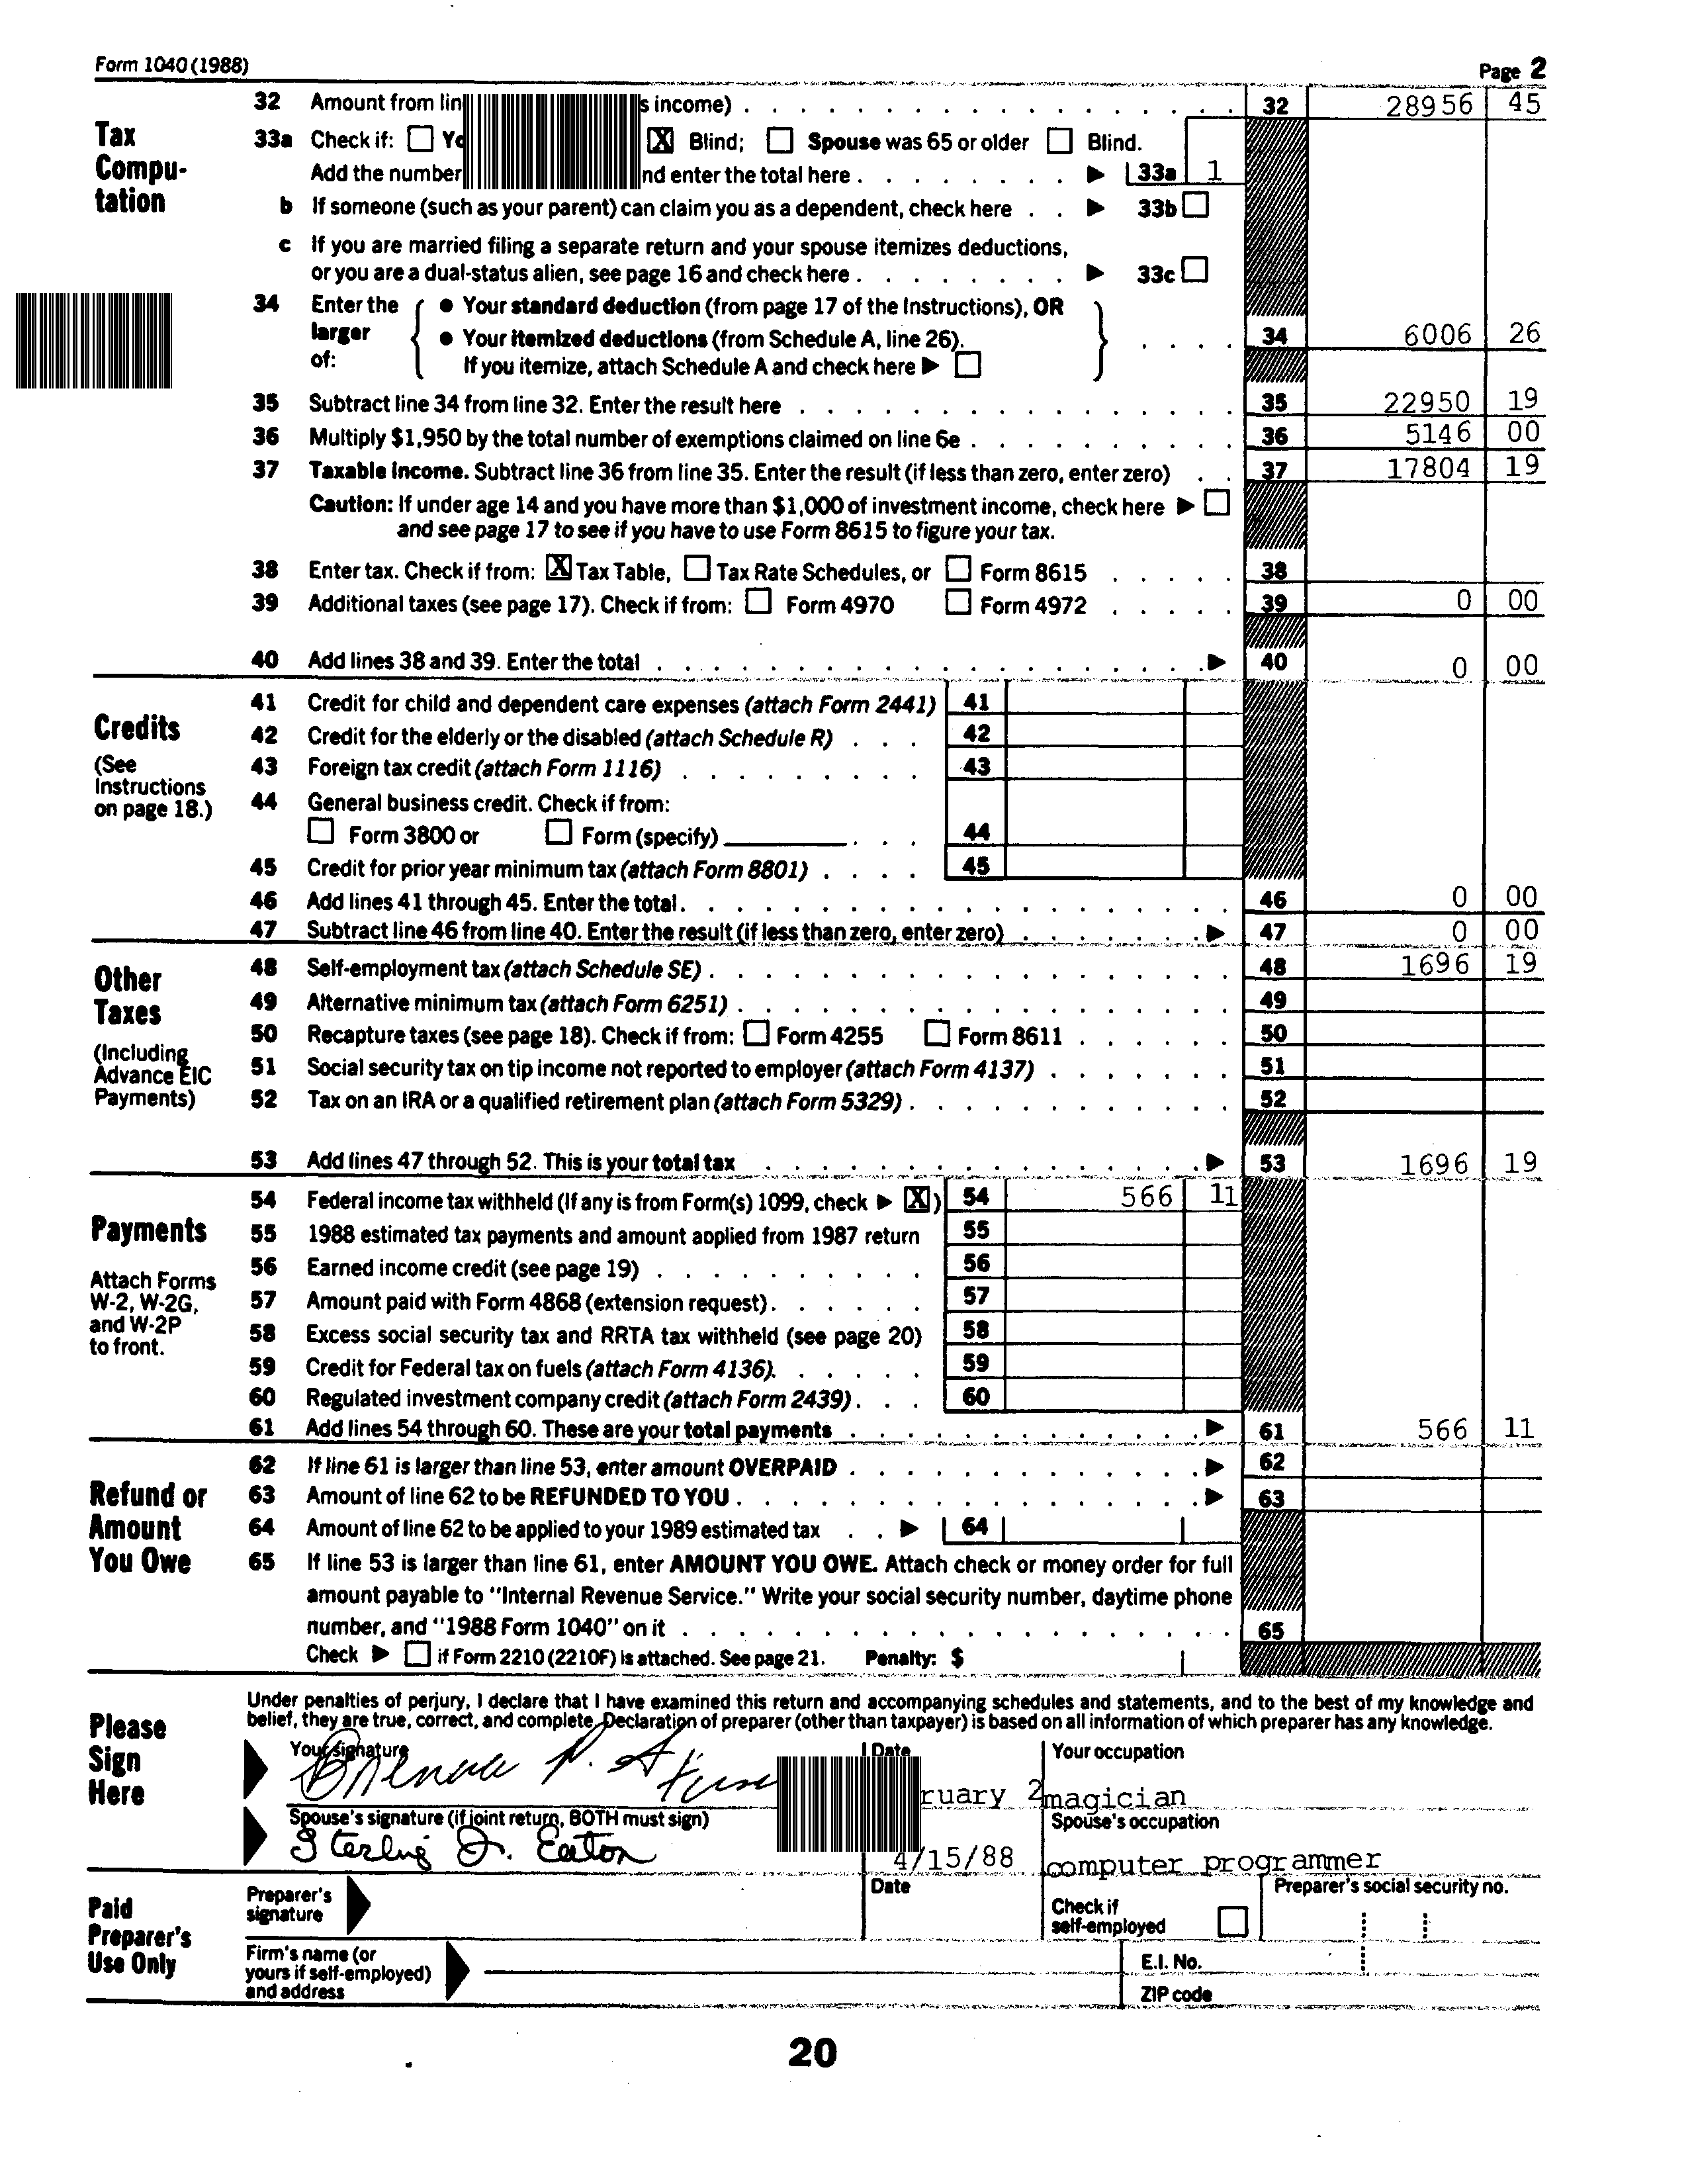 Form 1040 (1988)
Page 2
Tax Compu-
tation
32 Amount from lin s income) 32 28956 45
33a Check if: Yo X Blind; Spouse was 65 or older Blind.
Add the number nd enter the total here 33a 1
b If someone (such as your parent) can claim you as a dependent, check here 33b
c If you are married filing a separate return and your spouse itemizes deductions,
or you are a dual-status alien, see page 16 and check here 33c
34 Enter the larger of:
● Your standard deduction (from page 17 of the Instructions), OR
● Your itemized deductions (from Schedule A, line 26). 34 6006 26
If you itemize, attach Schedule A and check here
35 Subtract line 34 from line 32. Enter the result here 35 22950 19
36 Multiply $1,950 by the total number of exemptions claimed on line 6e 36 5146 00
37 Taxable income. Subtract line 36 from line 35. Enter the result (if less than zero, enter zero) 37 17804 19
Caution: If under age 14 and you have more than $1,000 of investment income, check here
and see page 17 to see if you have to use Form 8615 to figure your tax.
38 Enter tax. Check if from: X Tax Table, Tax Rate Schedules, or Form 8615 38
39 Additional taxes (see page 17). Check if from: Form 4970 Form 4972 39 0 00
40 Add lines 38 and 39. Enter the total 40 0 00
Credits
(See
Instructions
on page 18.)
41 Credit for child and dependent care expenses (attach Form 2441) 41
42 Credit for the elderly or the disabled (attach Schedule R) 42
43 Foreign tax credit (attach Form 1116) 43
44 General business credit. Check if from:
Form 3800 or Form (specify) 44
45 Credit for prior year minimum tax (attach Form 8801) 45
46 Add lines 41 through 45. Enter the total 46 0 00
47 Subtract line 46 from line 40. Enter the result (if less than zero, enter zero) 47 0 00
Other
Taxes
(Including
Advance EIC
Payments)
48 Self-employment tax (attach Schedule SE) 48 1696 19
49 Alternative minimum tax (attach Form 6251) 49
50 Recapture taxes (see page 18). Check if from: Form 4255 Form 8611 50
51 Social security tax on tip income not reported to employer (attach Form 4137) 51
52 Tax on an IRA or a qualified retirement plan (attach Form 5329) 52
53 Add lines 47 through 52. This is your total tax 53 1696 19
Payments
Attach Forms
W-2, W-2G,
and W-2P
to front.
54 Federal income tax withheld (If any is from Form(s) 1099, check X ) 54 566 11
55 1988 estimated tax payments and amount applied from 1987 return 55
56 Earned income credit (see page 19) 56
57 Amount paid with Form 4868 (extension request) 57
58 Excess social security tax and RRTA tax withheld (see page 20) 58
59 Credit for Federal tax on fuels (attach Form 4136) 59
60 Regulated investment company credit (attach Form 2439) 60
61 Add lines 54 through 60. These are your total payments 61 566 11
Refund or
Amount
You Owe
62 If line 61 is larger than line 53, enter amount OVERPAID 62
63 Amount of line 62 to be REFUNDED TO YOU 63
64 Amount of line 62 to be applied to your 1989 estimated tax 64
65 If line 53 is larger than line 61, enter AMOUNT YOU OWE. Attach check or money order for full
amount payable to "Internal Revenue Service." Write your social security number, daytime phone
number, and "1988 Form 1040" on it 65
Check if Form 2210 (2210F) is attached. See page 21. Penalty: $
Please
Sign
Here
Under penalties of perjury, I declare that I have examined this return and accompanying schedules and statements, and to the best of my knowledge and
belief, they are true, correct, and complete. Declaration of preparer (other than taxpayer) is based on all information of which preparer has any knowledge.
Your signature Date Your occupation
ruary 2 magician
Spouse's signature (if joint return, BOTH must sign) Spouse's occupation
Sterling J. Eaton 4/15/88 computer programmer
Paid
Preparer's
Use Only
Preparer's
signature
Date
Check if
self-employed
Preparer's social security no.
Firm's name (or
yours if self-employed)
and address
E.I. No.
ZIP code
20